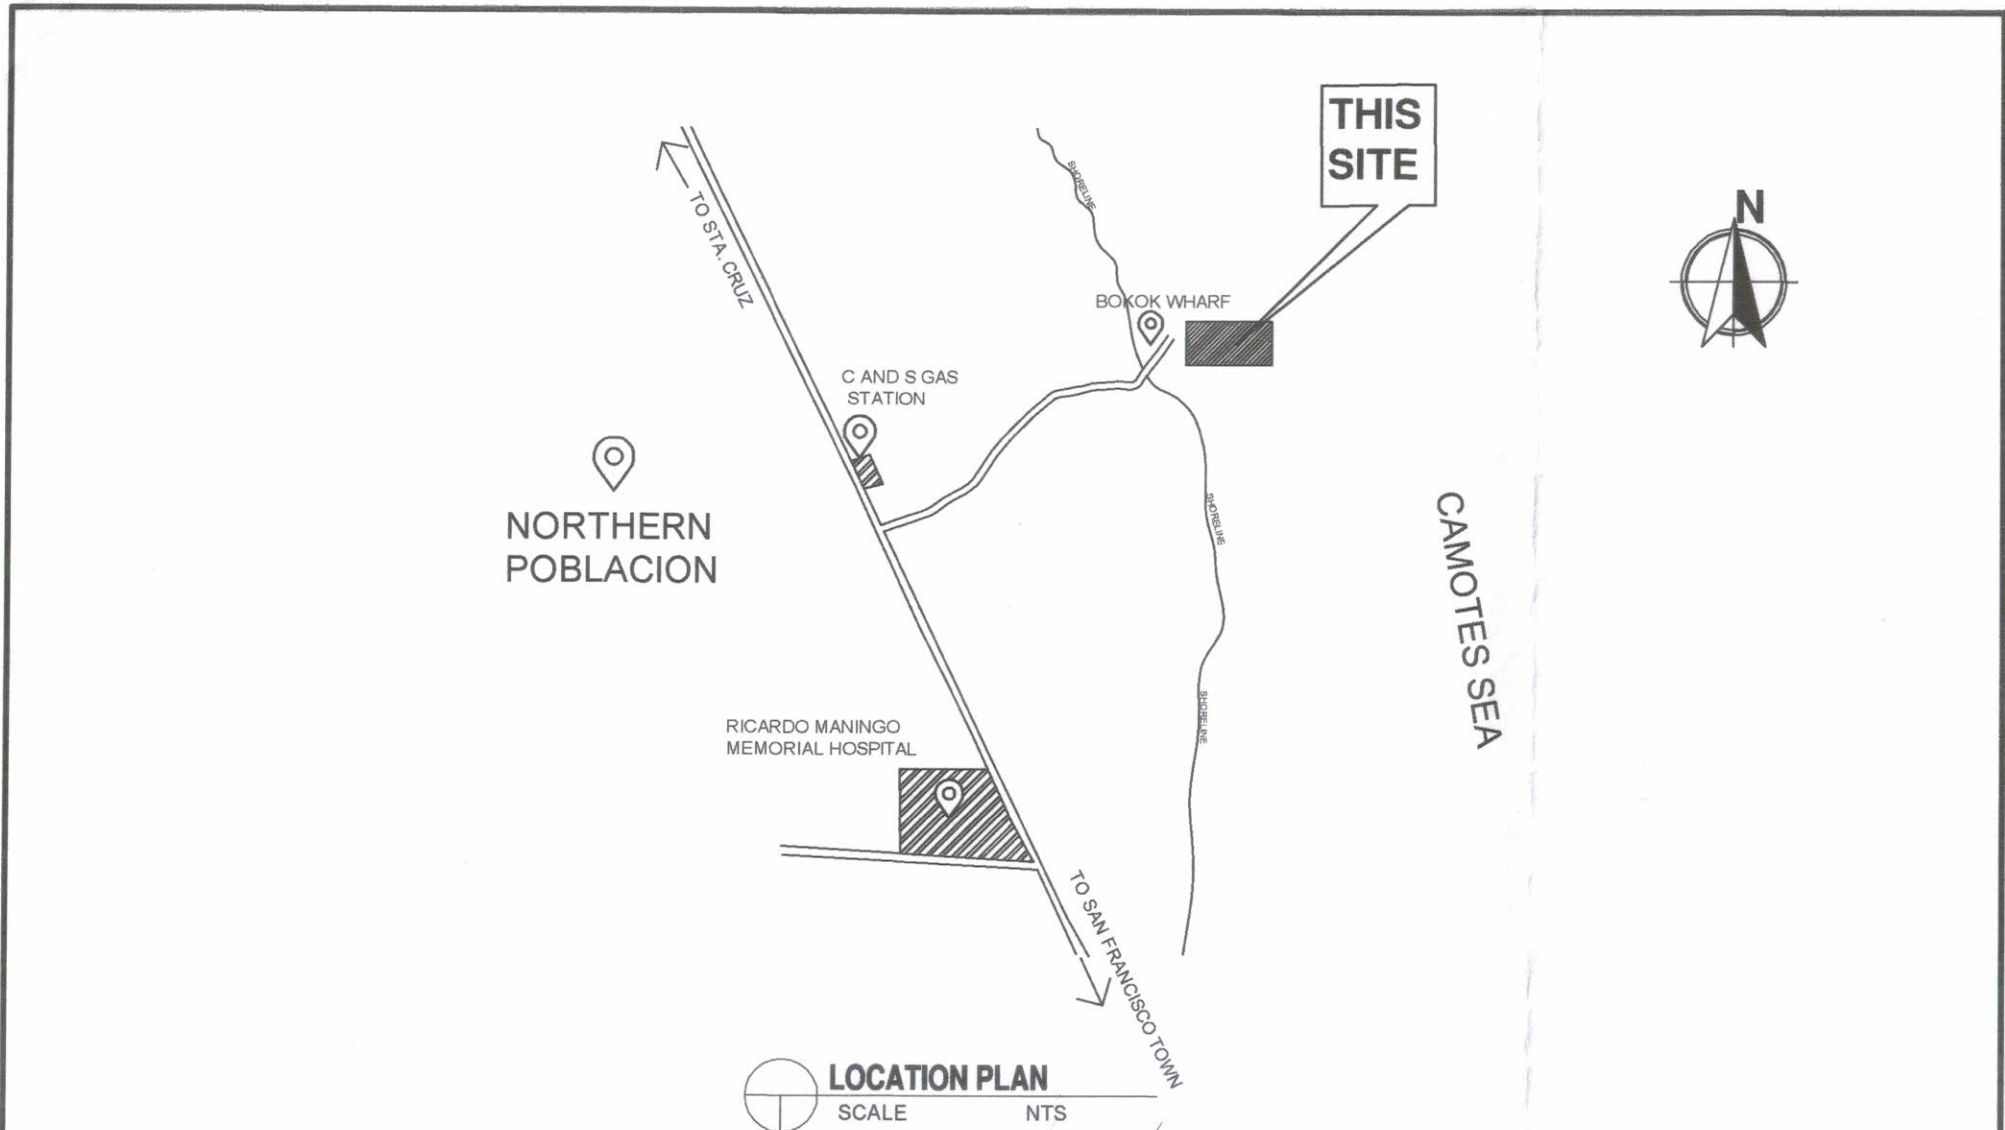 THIS
SITE
N
SHORELINE
TO STA. CRUZ
BOKOK WHARF
C AND S GAS
STATION
NORTHERN
POBLACION
SHORELINE
CAMOTES SEA
SHORELINE
RICARDO MANINGO
MEMORIAL HOSPITAL
TO SAN FRANCISCO TOWN
LOCATION PLAN
SCALE NTS